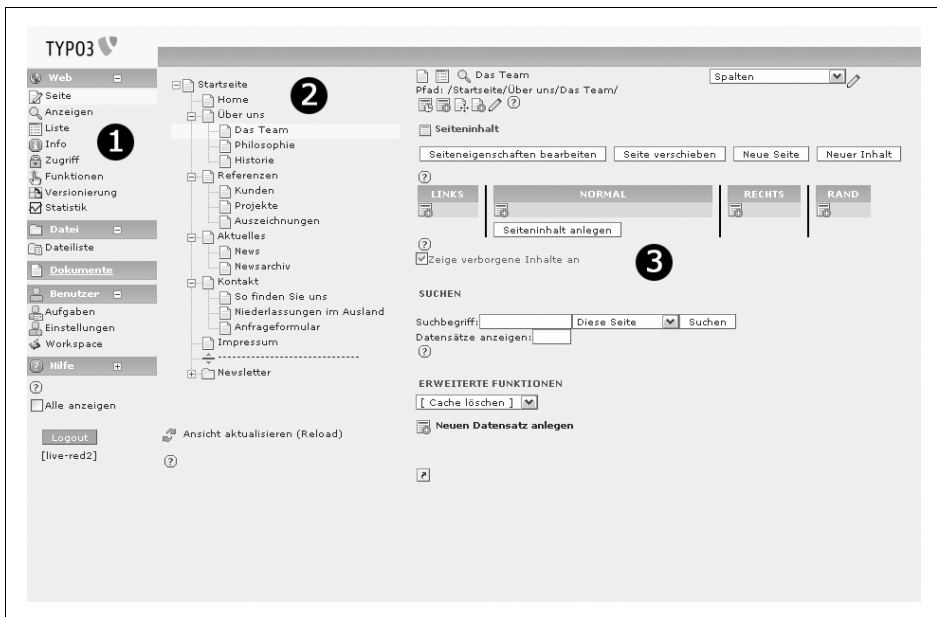 TYPO3
Web
Seite
Anzeigen
Liste
Info
Zugriff
Funktionen
Versionierung
Statistik
1
Datei
Dateiliste
Dokumente
Benutzer
Aufgaben
Einstellungen
Workspace
Hilfe
Alle anzeigen
Logout
[live-red2]
Startseite
Home
Über uns
Das Team
Philosophie
Historie
Referenzen
Kunden
Projekte
Auszeichnungen
Aktuelles
News
Newsarchiv
Kontakt
So finden Sie uns
Niederlassungen im Ausland
Anfrageformular
Impressum
-----------------------------
Newsletter
2
Ansicht aktualisieren (Reload)
Das Team
Spalten
Pfad: /Startseite/Über uns/Das Team/
Seiteninhalt
Seiteneigenschaften bearbeiten Seite verschieben Neue Seite Neuer Inhalt
LINKS NORMAL RECHTS RAND
Seiteninhalt anlegen
Zeige verborgene Inhalte an
3
SUCHEN
Suchbegriff: Diese Seite Suchen
Datensätze anzeigen:
ERWEITERTE FUNKTIONEN
[ Cache löschen ]
Neuen Datensatz anlegen